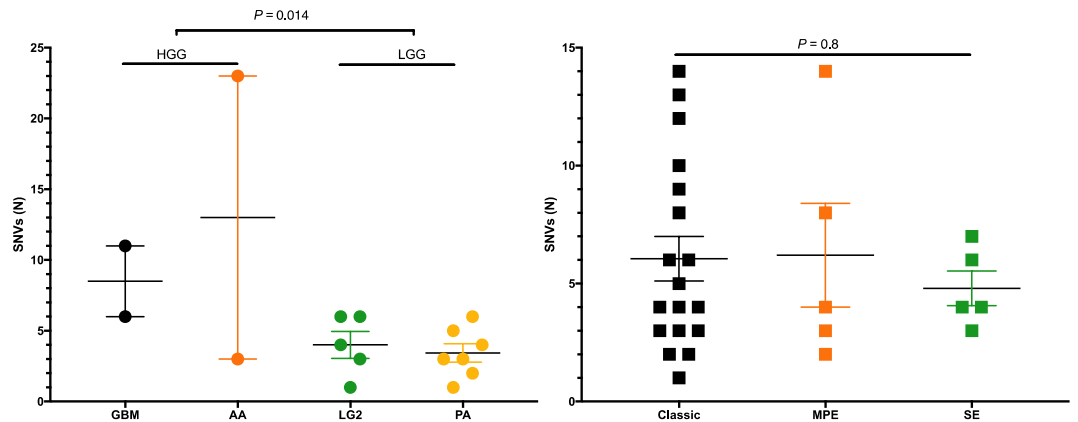 P = 0.014
HGG
LGG
25
20
15
10
5
0
SNVs (N)
GBM
AA
LG2
PA
P = 0.8
15
10
5
0
SNVs (N)
Classic
MPE
SE